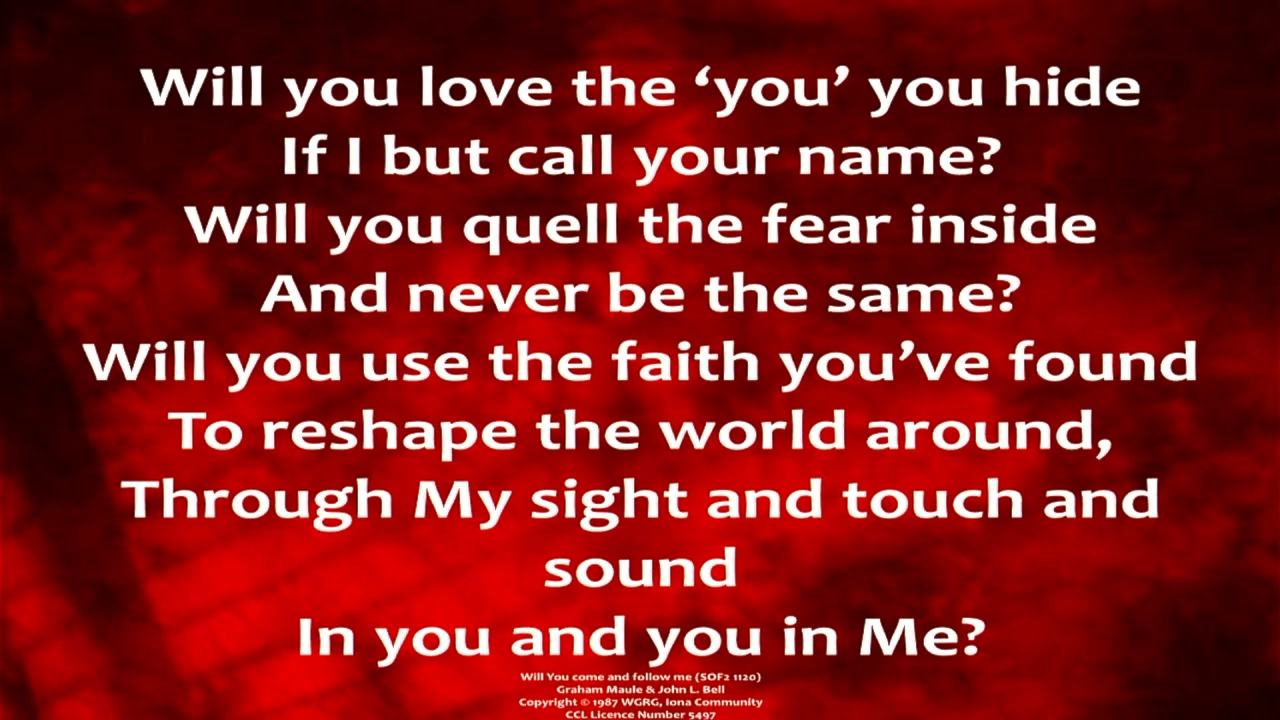 Will you love the ‘you’ you hide
If I but call your name?
Will you quell the fear inside
And never be the same?
Will you use the faith you’ve found
To reshape the world around,
Through My sight and touch and
sound
In you and you in Me?
Will You come and follow me (SOF2 1120)
Graham Maule & John L. Bell
Copyright © 1987 WGRG, Iona Community
CCL Licence Number 5497